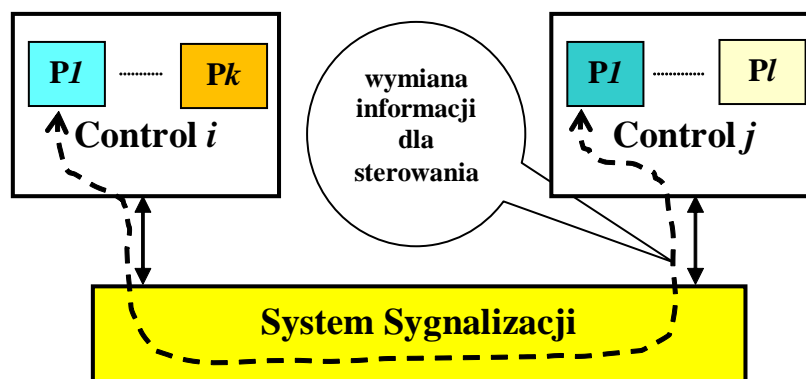 P1 ............ Pk
Control i
wymiana
informacji
dla
sterowania
P1 ............ Pl
Control j
System Sygnalizacji